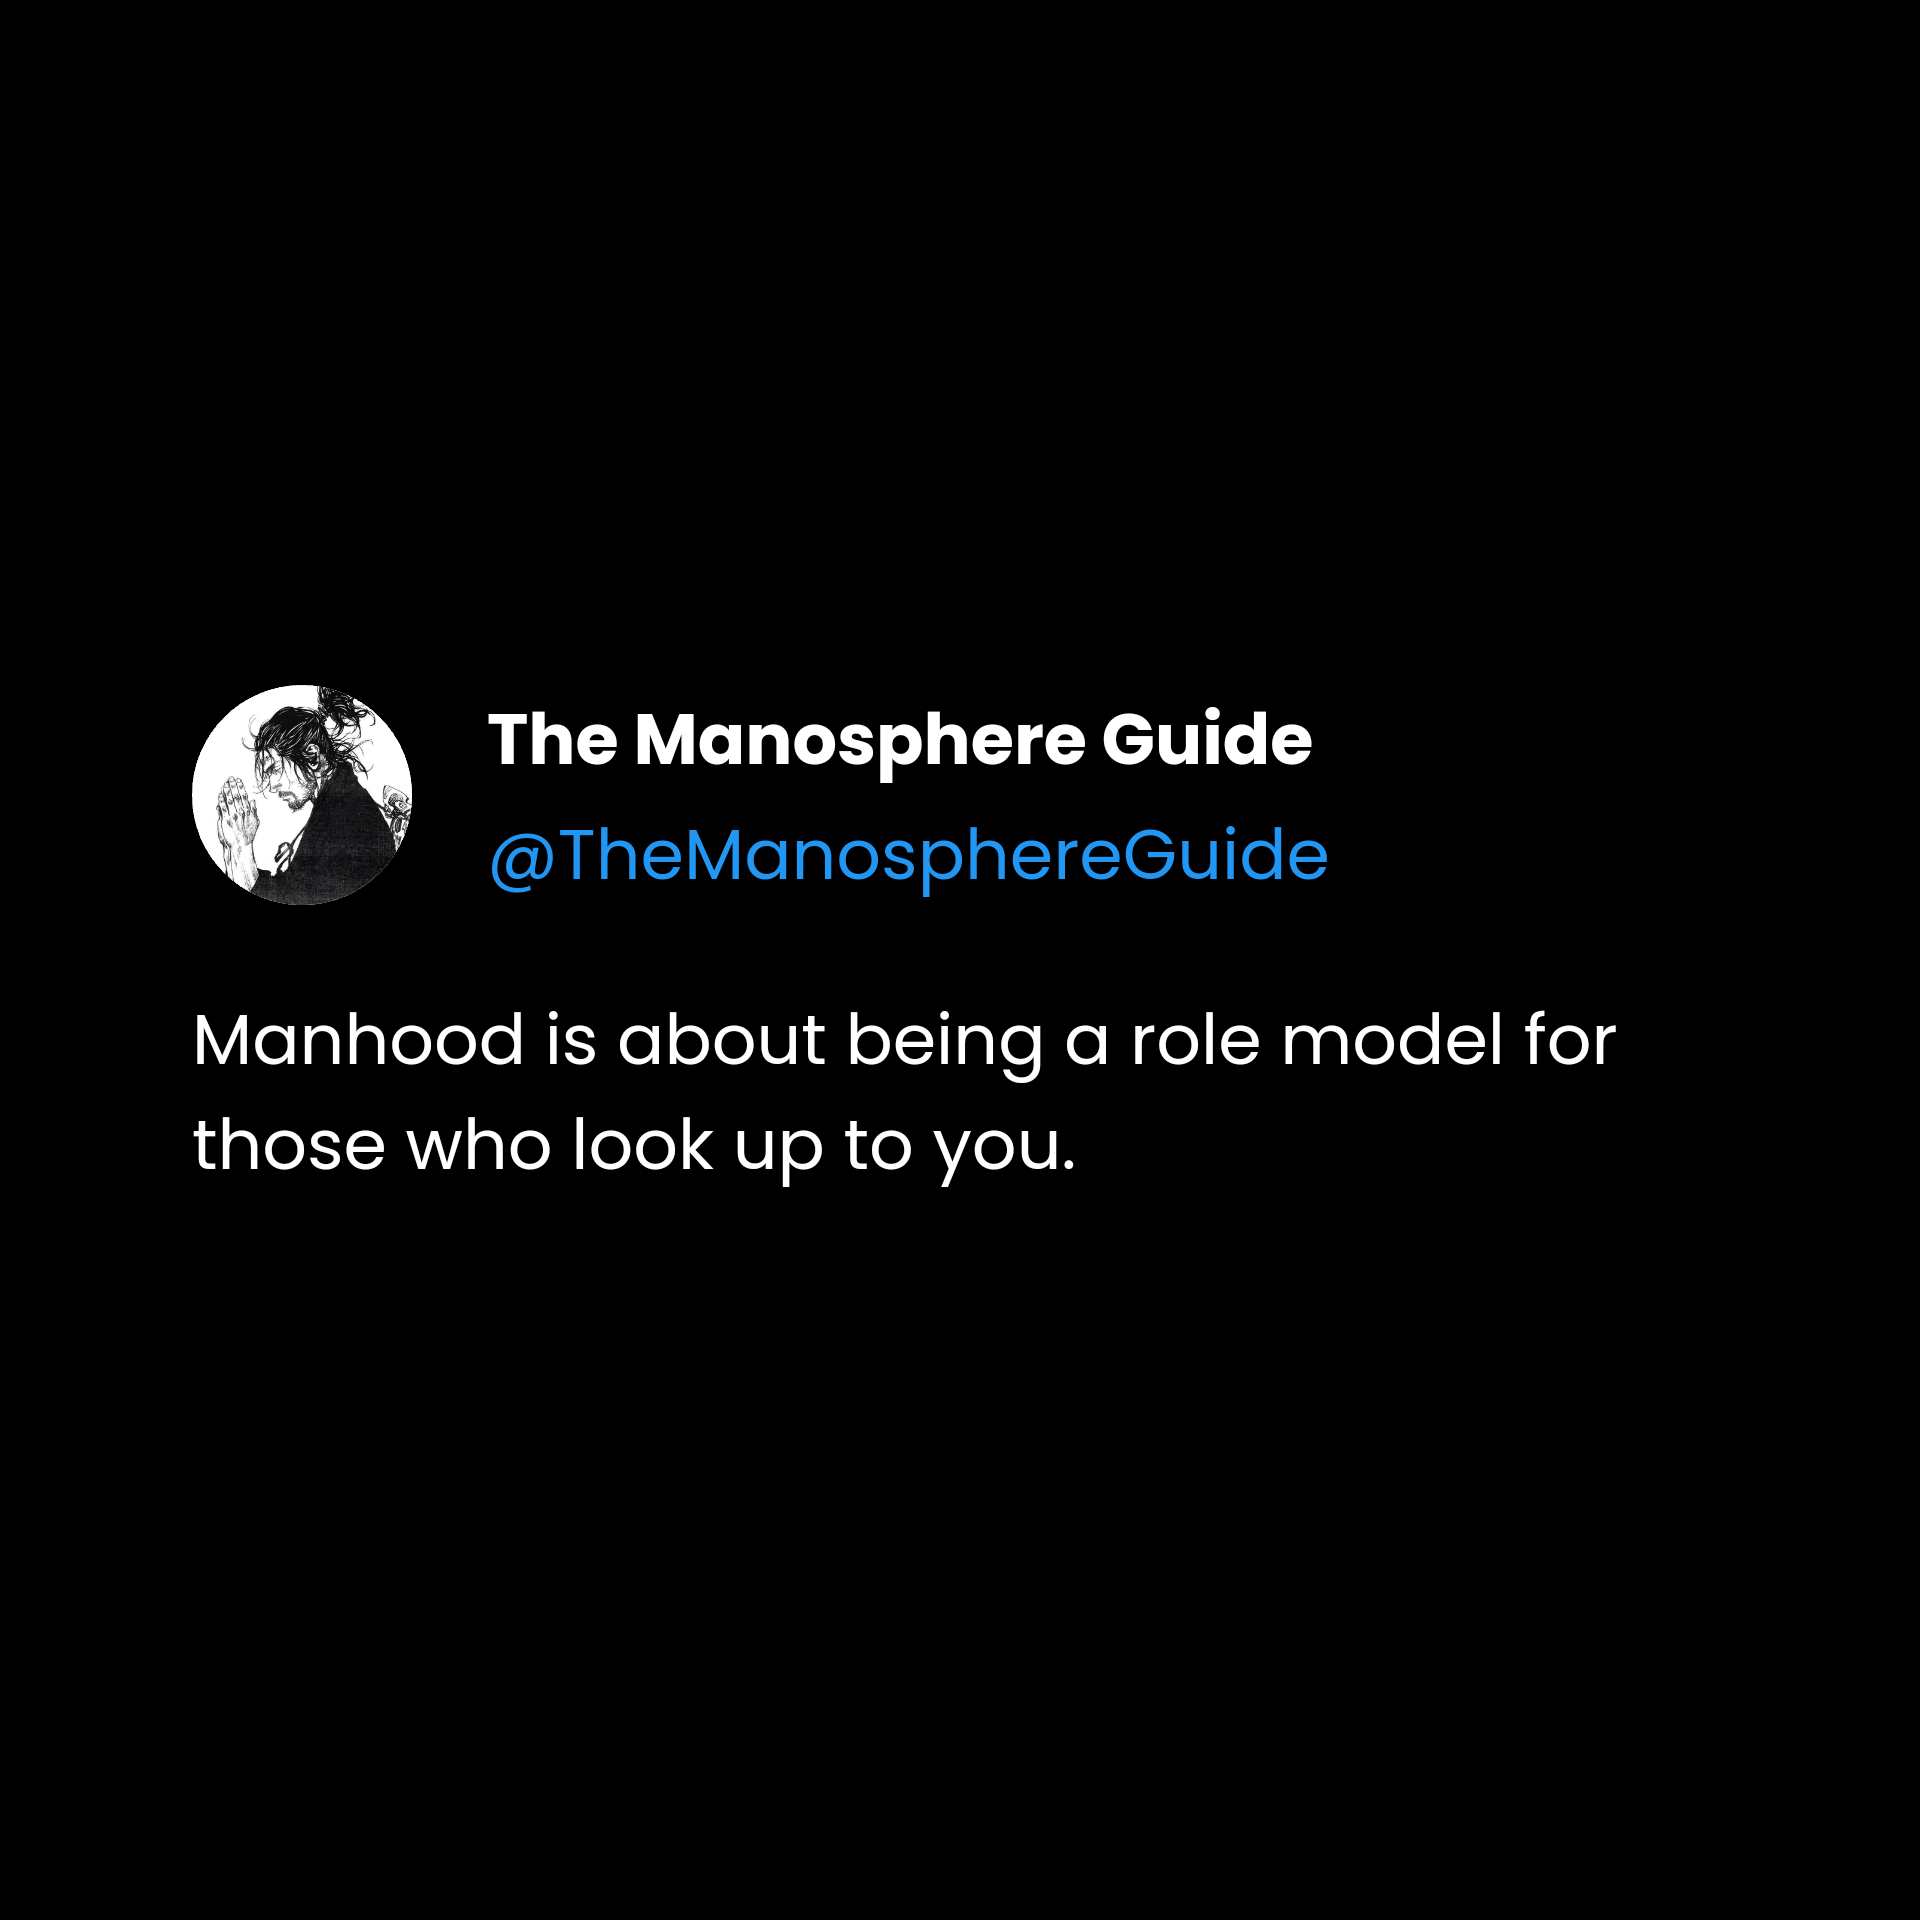 The Manosphere Guide
@TheManosphereGuide
Manhood is about being a role model for
those who look up to you.